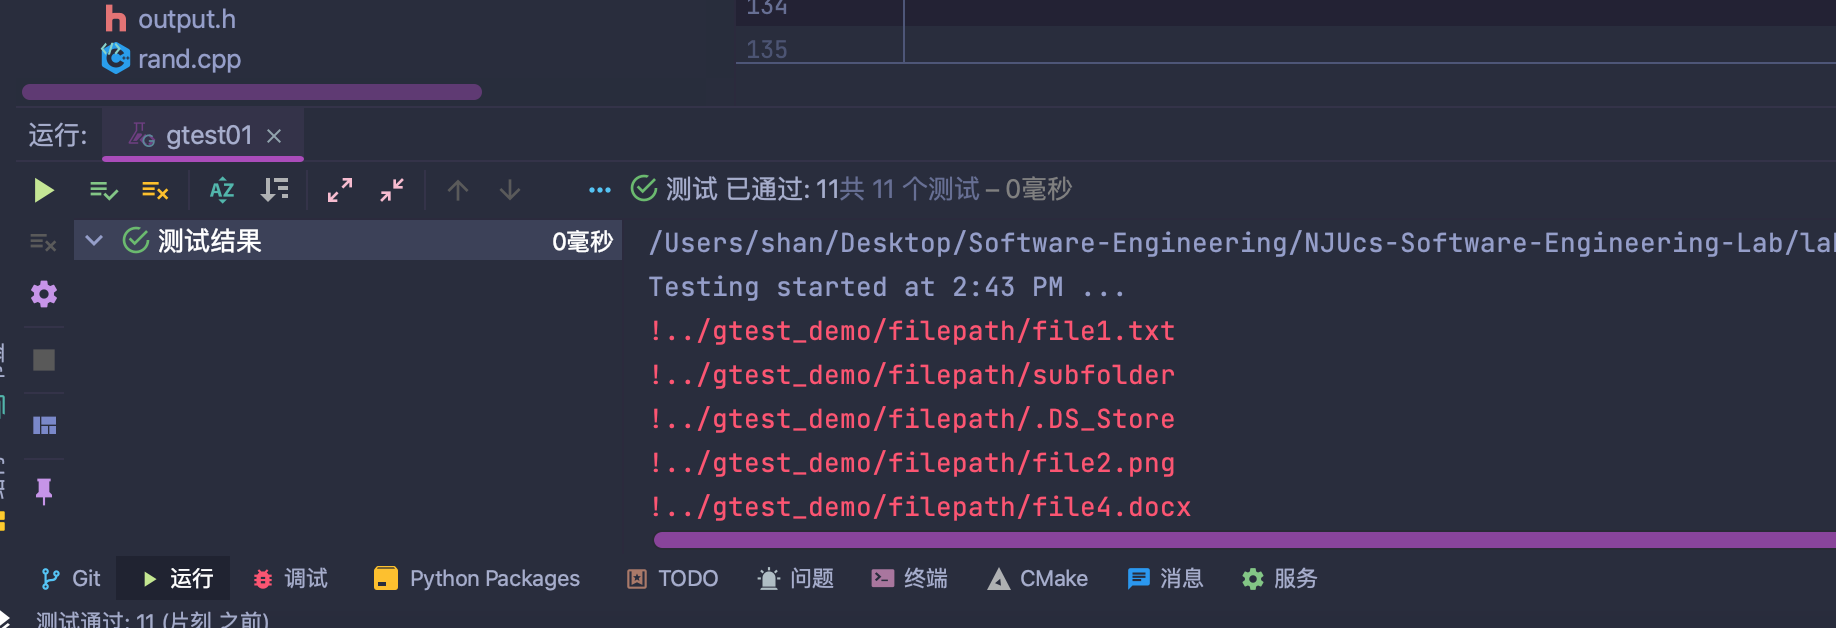 output.h
134
rand.cpp
135
运行:
gtest01
测试 已通过: 11共 11 个测试 – 0毫秒
测试结果
0毫秒
/Users/shan/Desktop/Software-Engineering/NJUcs-Software-Engineering-Lab/la
Testing started at 2:43 PM ...
!../gtest_demo/filepath/file1.txt
!../gtest_demo/filepath/subfolder
!../gtest_demo/filepath/.DS_Store
!../gtest_demo/filepath/file2.png
!../gtest_demo/filepath/file4.docx
Git
运行
调试
Python Packages
TODO
问题
终端
CMake
消息
服务
测试通过: 11 (片刻 之前)